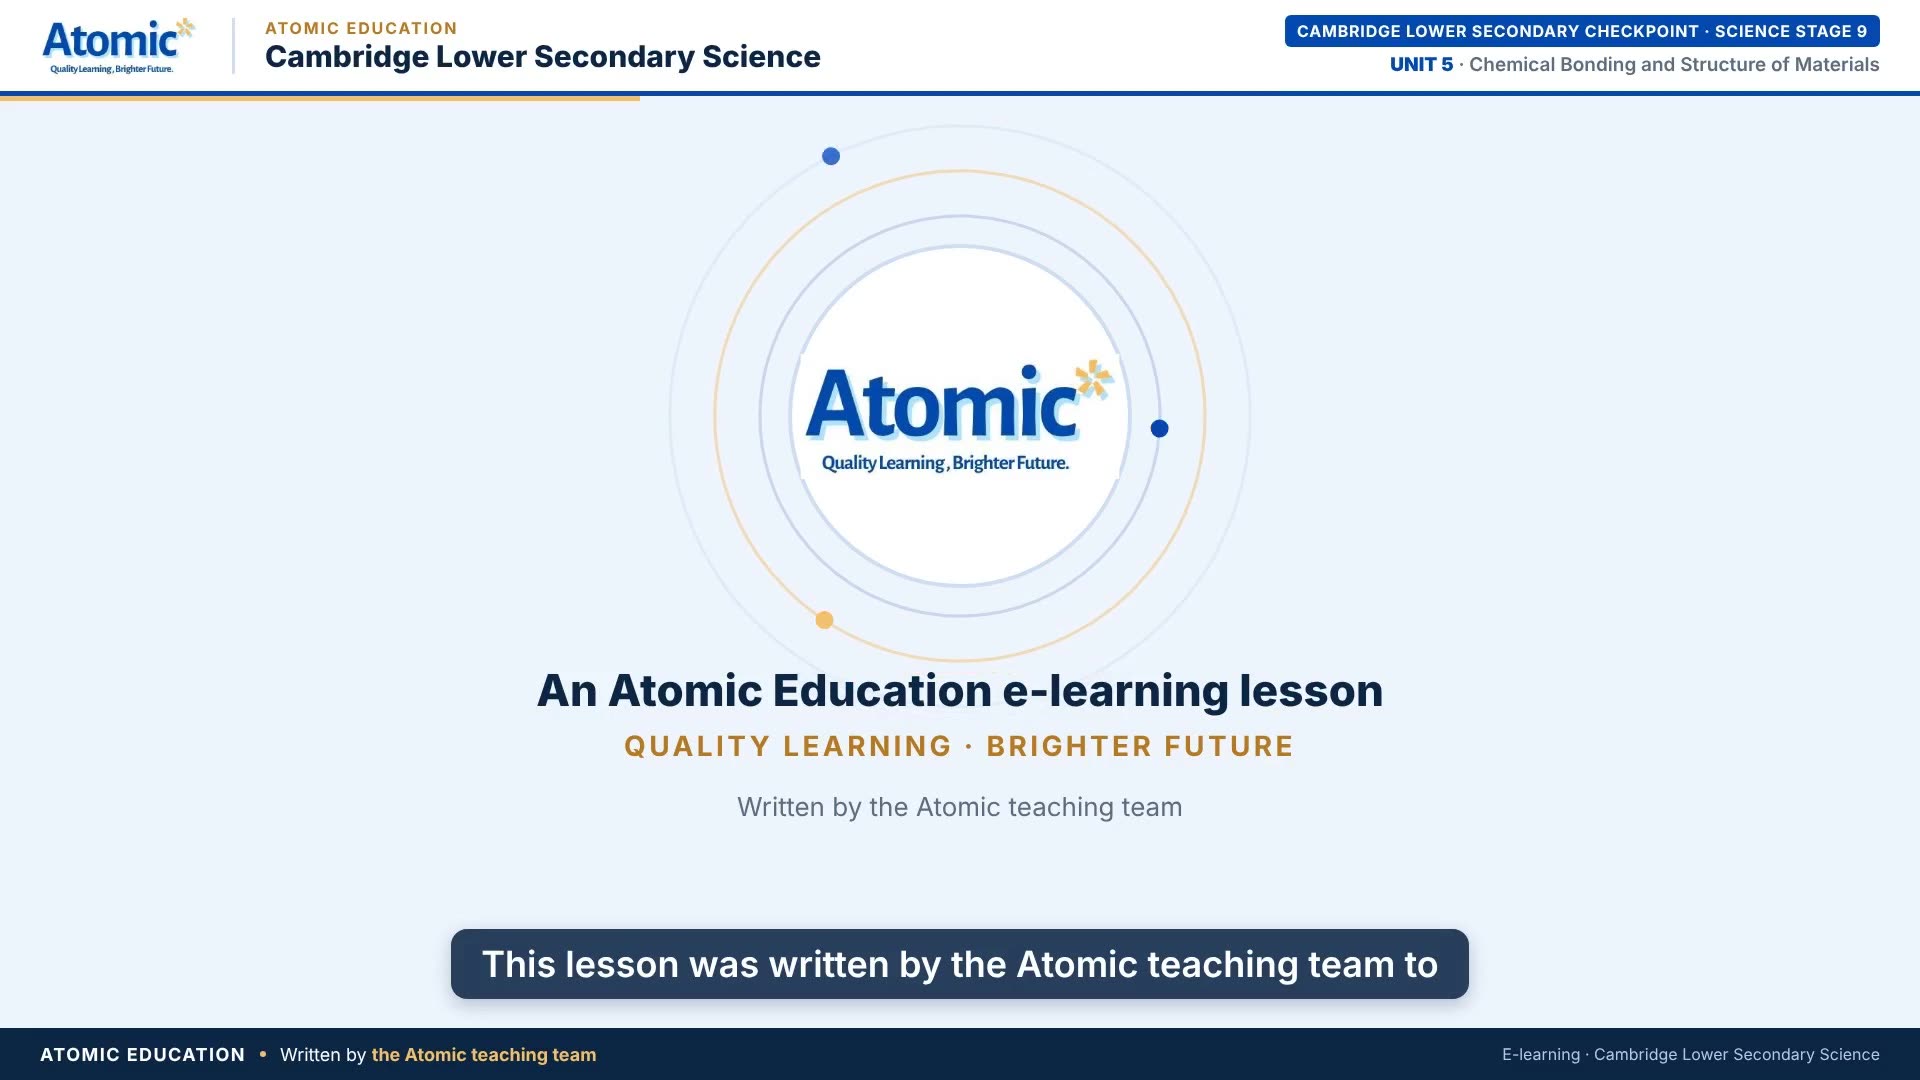 Atomic
Quality Learning, Brighter Future.
ATOMIC EDUCATION
Cambridge Lower Secondary Science
CAMBRIDGE LOWER SECONDARY CHECKPOINT · SCIENCE STAGE 9
UNIT 5 · Chemical Bonding and Structure of Materials
Atomic
Quality Learning, Brighter Future.
An Atomic Education e-learning lesson
QUALITY LEARNING · BRIGHTER FUTURE
Written by the Atomic teaching team
This lesson was written by the Atomic teaching team to
ATOMIC EDUCATION • Written by the Atomic teaching team
E-learning · Cambridge Lower Secondary Science